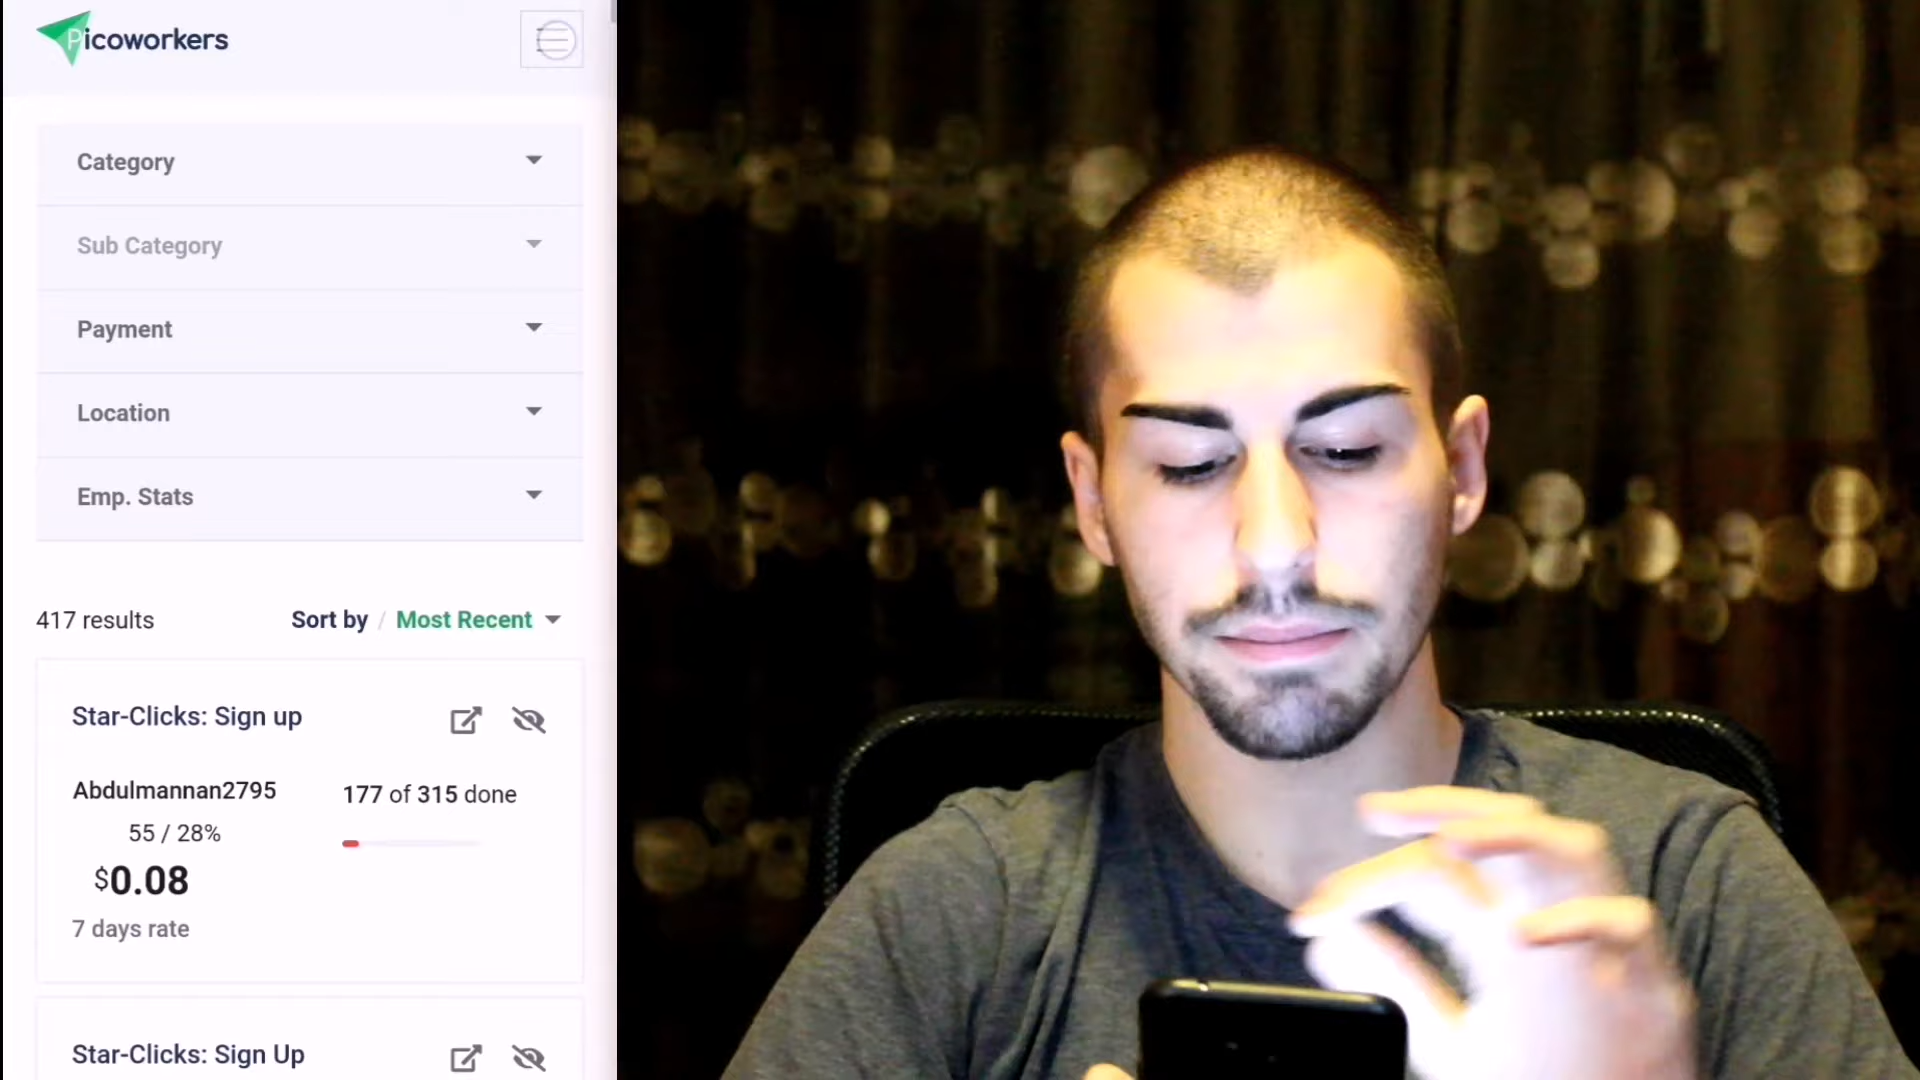 Picoworkers
Category
Sub Category
Payment
Location
Emp. Stats
417 results Sort by / Most Recent
Star-Clicks: Sign up
Abdulmannan2795 177 of 315 done
55 / 28%
$0.08
7 days rate
Star-Clicks: Sign Up